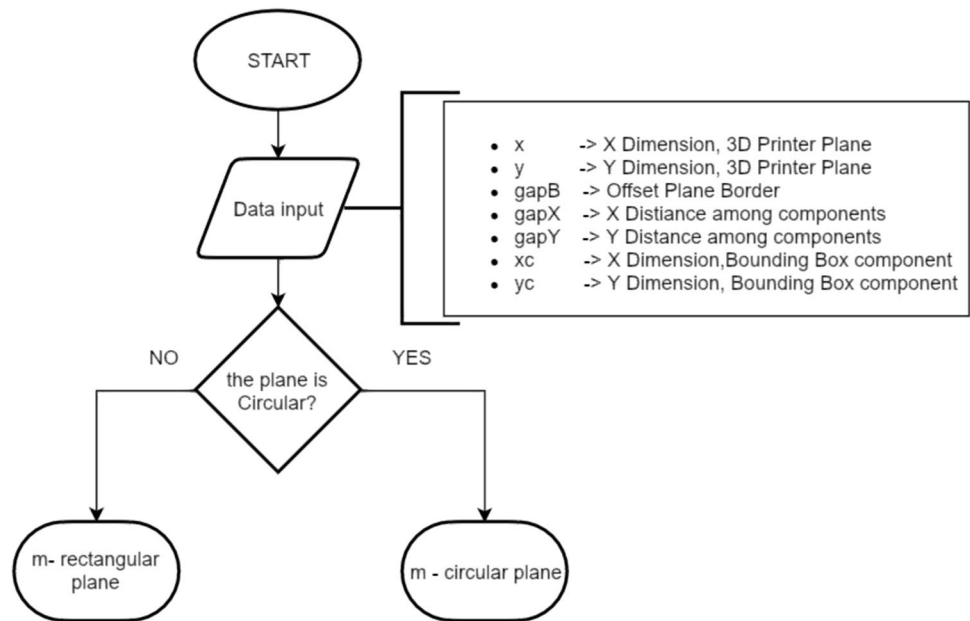 START
Data input
• x -> X Dimension, 3D Printer Plane
• y -> Y Dimension, 3D Printer Plane
• gapB -> Offset Plane Border
• gapX -> X Distiance among components
• gapY -> Y Distance among components
• xc -> X Dimension,Bounding Box component
• yc -> Y Dimension, Bounding Box component
NO
YES
the plane is
Circular?
m- rectangular
plane
m - circular plane